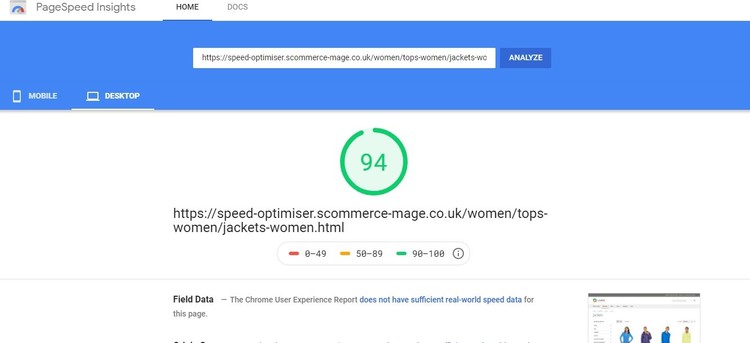 PageSpeed Insights HOME DOCS
https://speed-optimiser.scommerce-mage.co.uk/women/tops-women/jackets-wo ANALYZE
MOBILE DESKTOP
94
https://speed-optimiser.scommerce-mage.co.uk/women/tops-
women/jackets-women.html
0–49 50–89 90–100
Field Data — The Chrome User Experience Report does not have sufficient real-world speed data for
this page.